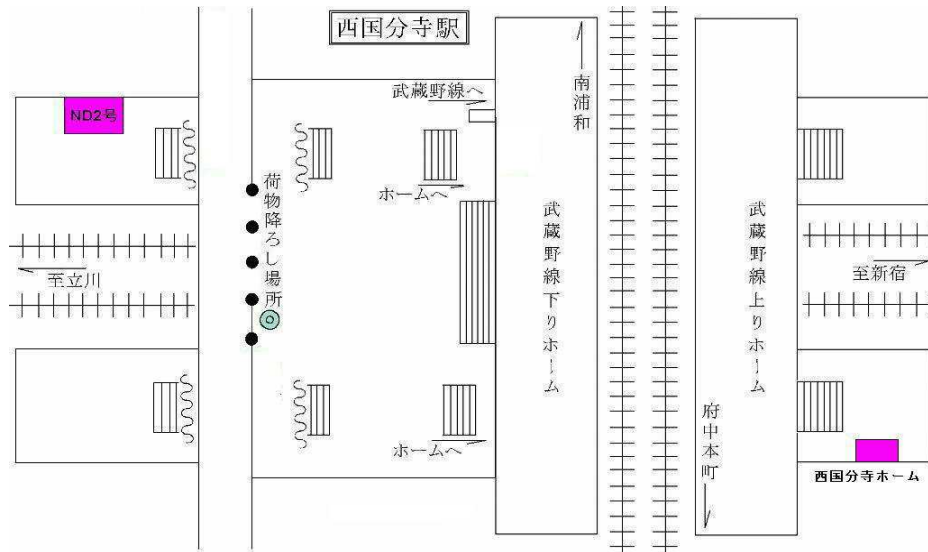 西国分寺駅
ND2号
武蔵野線へ
ホームへ
荷物降ろし場所
南浦和
武蔵野線下りホーム
武蔵野線上りホーム
至立川
至新宿
ホームへ
府中本町
西国分寺ホーム